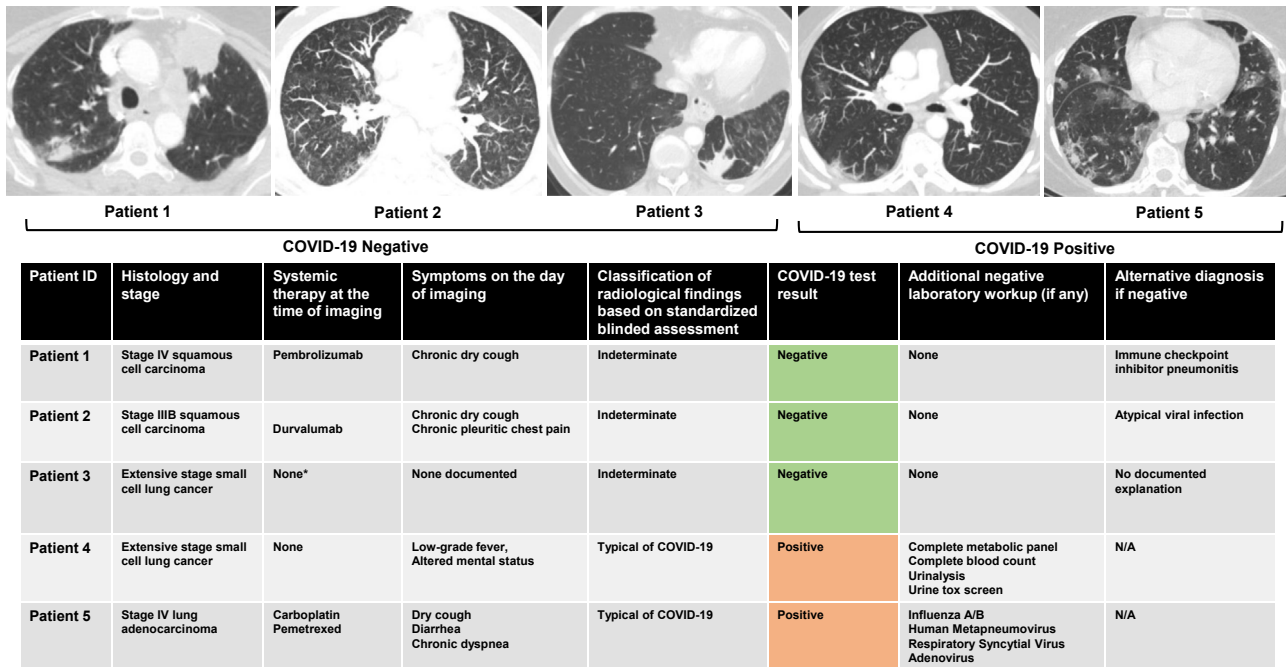 Patient 1
Patient 2
Patient 3
Patient 4
Patient 5
COVID-19 Negative
COVID-19 Positive
Patient ID
Histology and
stage
Systemic
therapy at the
time of imaging
Symptoms on the day
of imaging
Classification of
radiological findings
based on standardized
blinded assessment
COVID-19 test
result
Additional negative
laboratory workup (if any)
Alternative diagnosis
if negative
Patient 1
Stage IV squamous
cell carcinoma
Pembrolizumab
Chronic dry cough
Indeterminate
Negative
None
Immune checkpoint
inhibitor pneumonitis
Patient 2
Stage IIIB squamous
cell carcinoma
Durvalumab
Chronic dry cough
Chronic pleuritic chest pain
Indeterminate
Negative
None
Atypical viral infection
Patient 3
Extensive stage small
cell lung cancer
None*
None documented
Indeterminate
Negative
None
No documented
explanation
Patient 4
Extensive stage small
cell lung cancer
None
Low-grade fever,
Altered mental status
Typical of COVID-19
Positive
Complete metabolic panel
Complete blood count
Urinalysis
Urine tox screen
N/A
Patient 5
Stage IV lung
adenocarcinoma
Carboplatin
Pemetrexed
Dry cough
Diarrhea
Chronic dyspnea
Typical of COVID-19
Positive
Influenza A/B
Human Metapneumovirus
Respiratory Syncytial Virus
Adenovirus
N/A